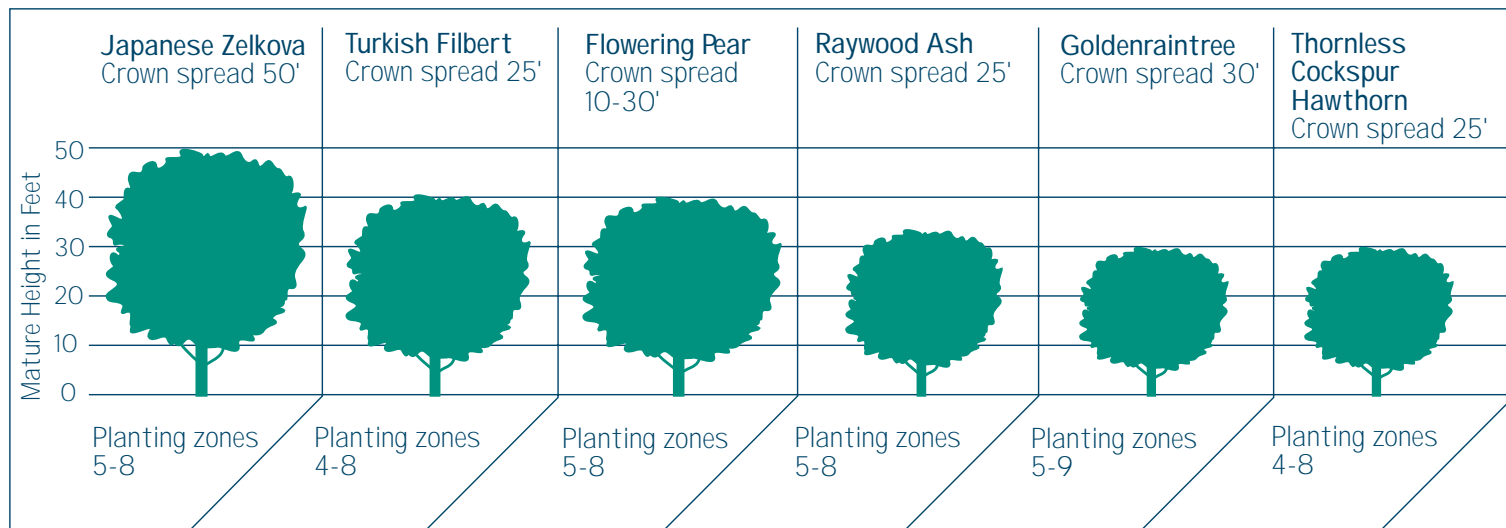 Japanese Zelkova
Crown spread 50'
Turkish Filbert
Crown spread 25'
Flowering Pear
Crown spread
10-30'
Raywood Ash
Crown spread 25'
Goldenraintree
Crown spread 30'
Thornless
Cockspur
Hawthorn
Crown spread 25'
Mature Height in Feet
50
40
30
20
10
0
Planting zones
5-8
Planting zones
4-8
Planting zones
5-8
Planting zones
5-8
Planting zones
5-9
Planting zones
4-8